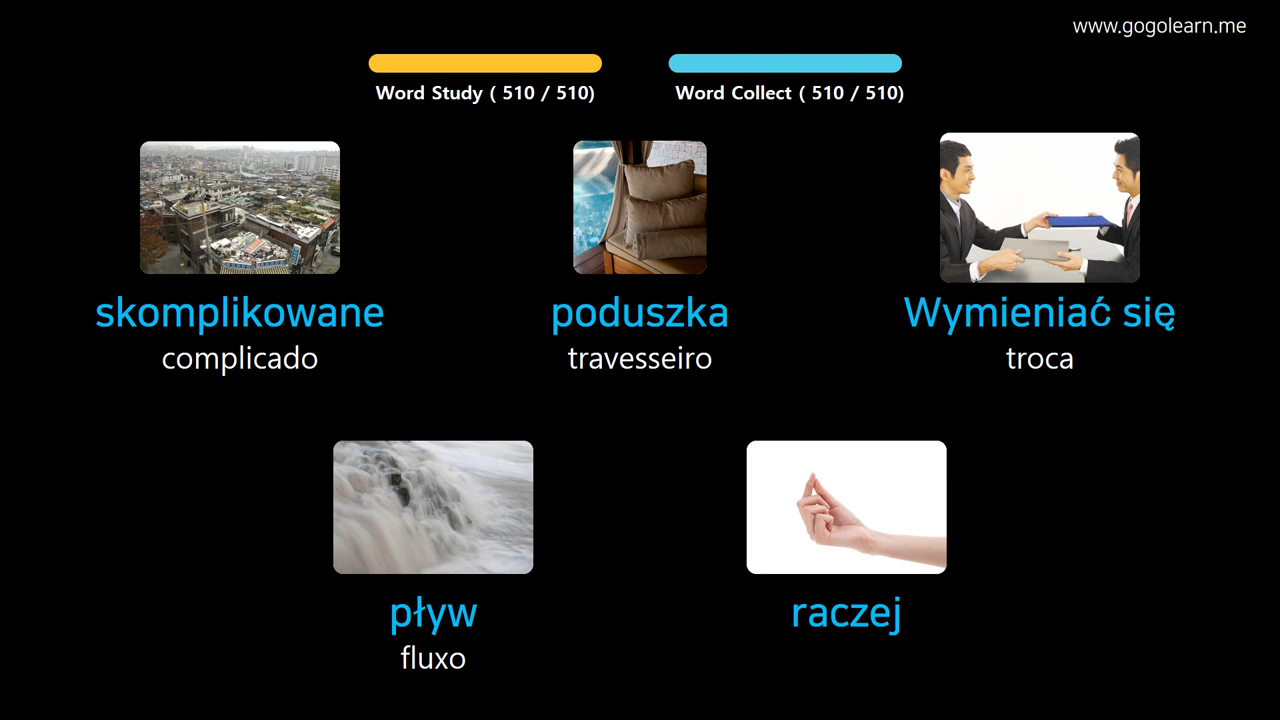 www.gogolearn.me
Word Study ( 510 / 510)
Word Collect ( 510 / 510)
skomplikowane
complicado
poduszka
travesseiro
Wymieniać się
troca
pływ
fluxo
raczej